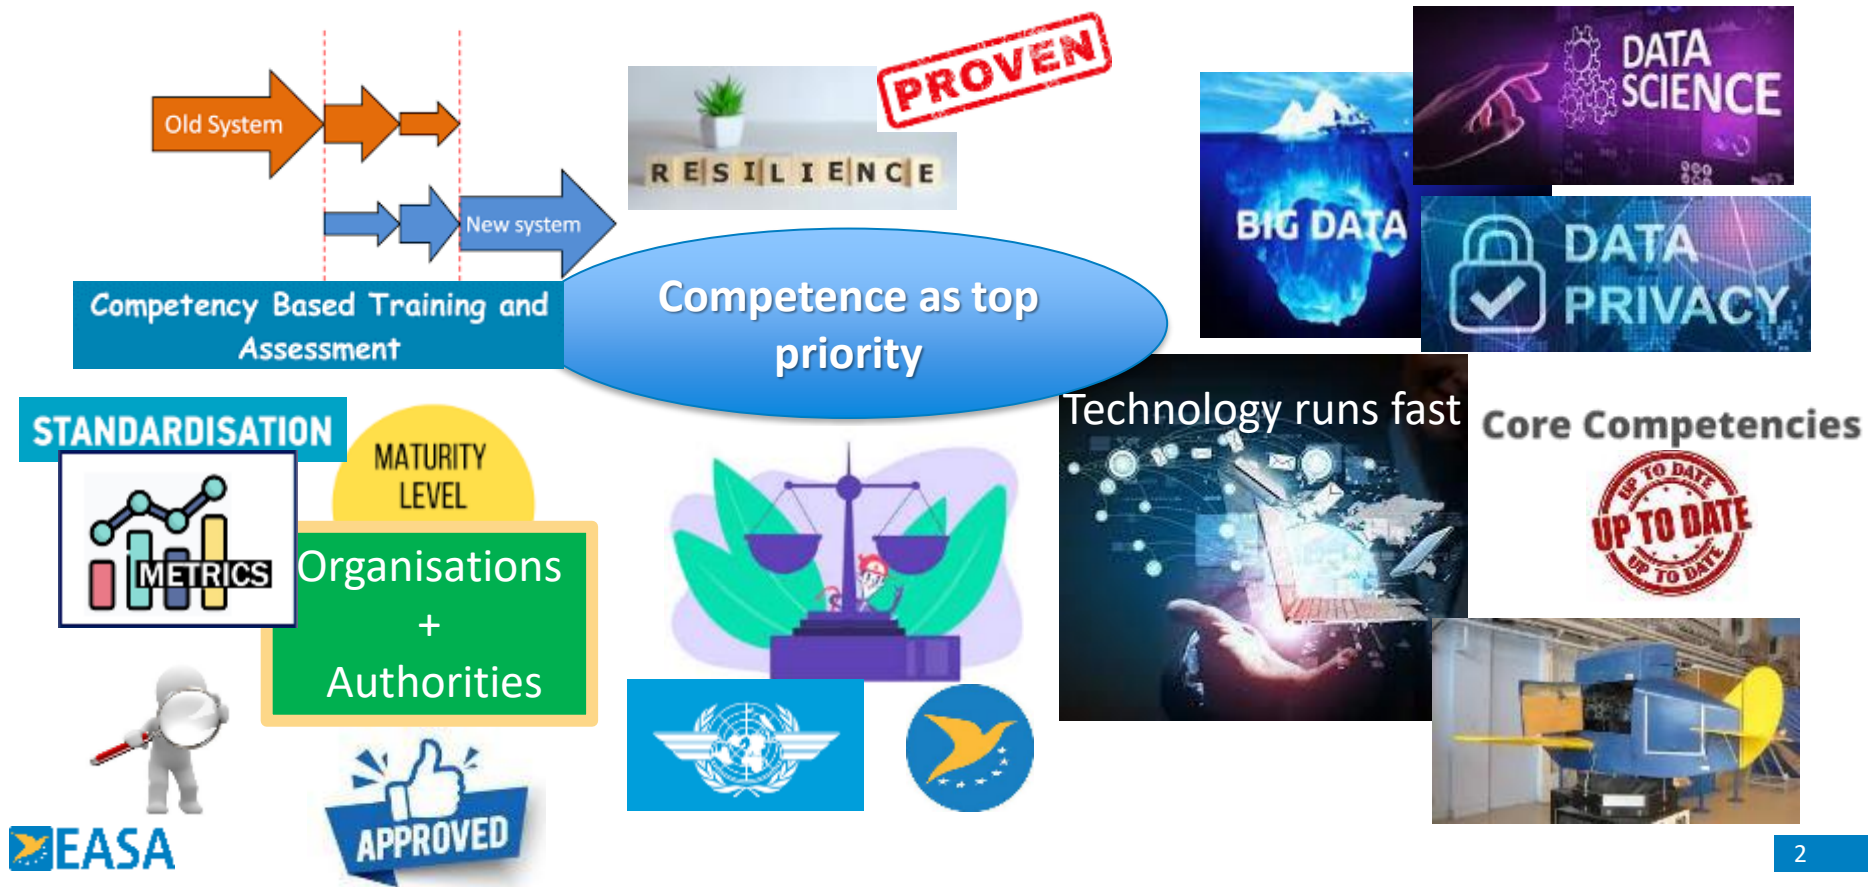 Old System
New system
Competency Based Training and
Assessment
RESILIENCE
PROVEN
Competence as top
priority
BIG DATA
DATA
SCIENCE
DATA
PRIVACY
STANDARDISATION
METRICS
MATURITY
LEVEL
Organisations
+
Authorities
APPROVED
Technology runs fast
Core Competencies
UP TO DATE
UP TO DATE
UP TO DATE
EASA
2